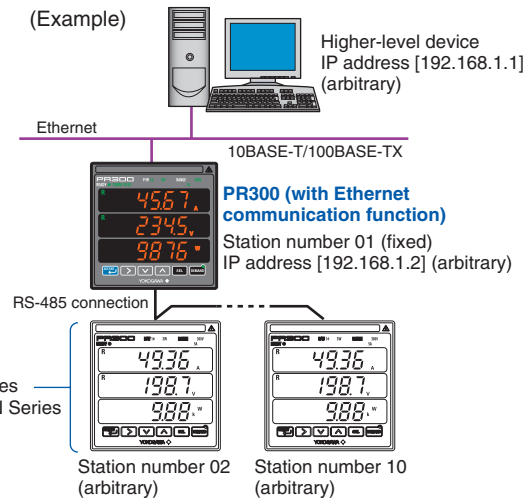 (Example)
Higher-level device
IP address [192.168.1.1]
(arbitrary)
Ethernet
10BASE-T/100BASE-TX
PR300
R
45.67 A
234.5 V
9876 W
SEL
YOKOGAWA
PR300 (with Ethernet
communication function)
Station number 01 (fixed)
IP address [192.168.1.2] (arbitrary)
RS-485 connection
PR300
R
49.36 A
198.7 V
9.88 k W
SEL
YOKOGAWA
PR300
R
49.36 A
198.7 V
9.88 k W
SEL
YOKOGAWA
es
N Series
Station number 02
(arbitrary)
Station number 10
(arbitrary)